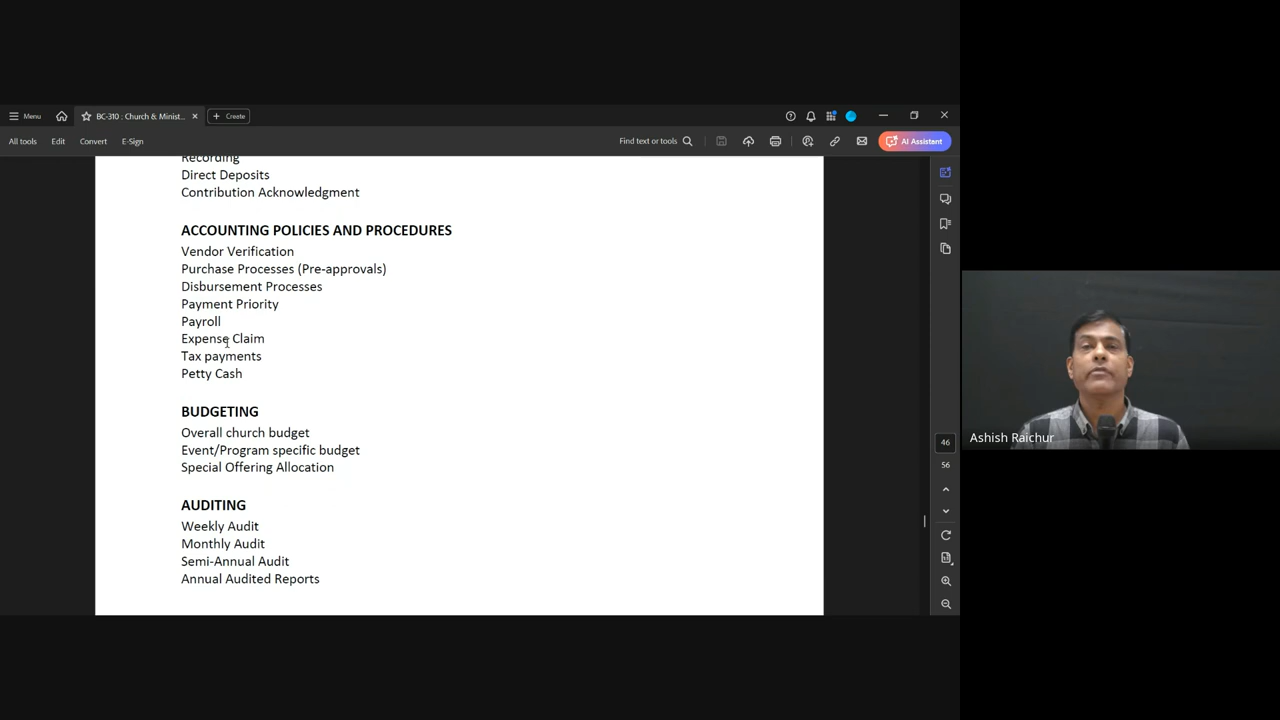 Menu
BC-310 : Church & Minist...
Create
All tools
Edit
Convert
E-Sign
Find text or tools
AI Assistant
Recording
Direct Deposits
Contribution Acknowledgment
ACCOUNTING POLICIES AND PROCEDURES
Vendor Verification
Purchase Processes (Pre-approvals)
Disbursement Processes
Payment Priority
Payroll
Expense Claim
Tax payments
Petty Cash
BUDGETING
Overall church budget
Event/Program specific budget
Special Offering Allocation
AUDITING
Weekly Audit
Monthly Audit
Semi-Annual Audit
Annual Audited Reports
46
56
Ashish Raichur